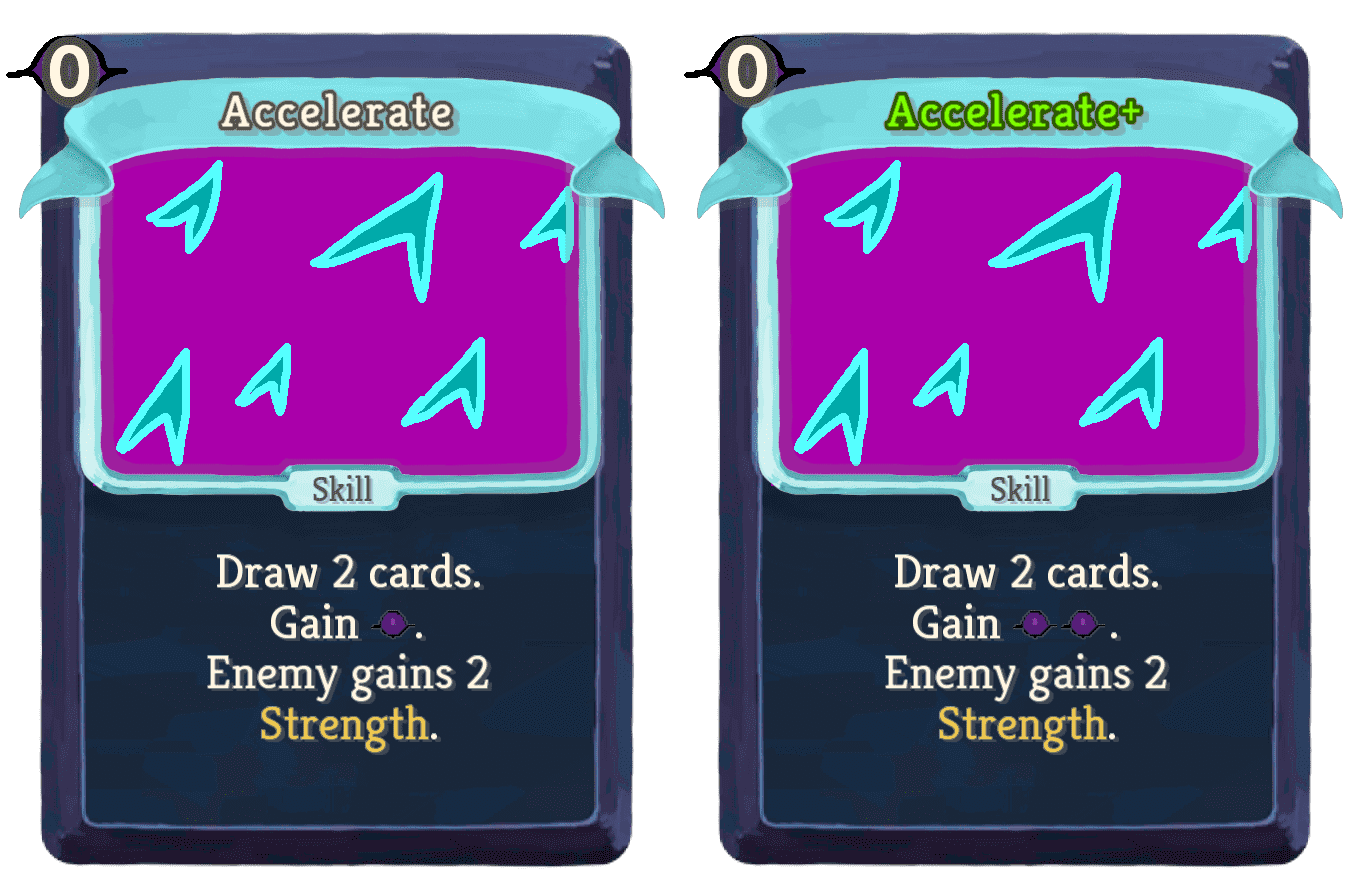 0
Accelerate
Skill
Draw 2 cards.
Gain .
Enemy gains 2
Strength.
0
Accelerate+
Skill
Draw 2 cards.
Gain .
Enemy gains 2
Strength.